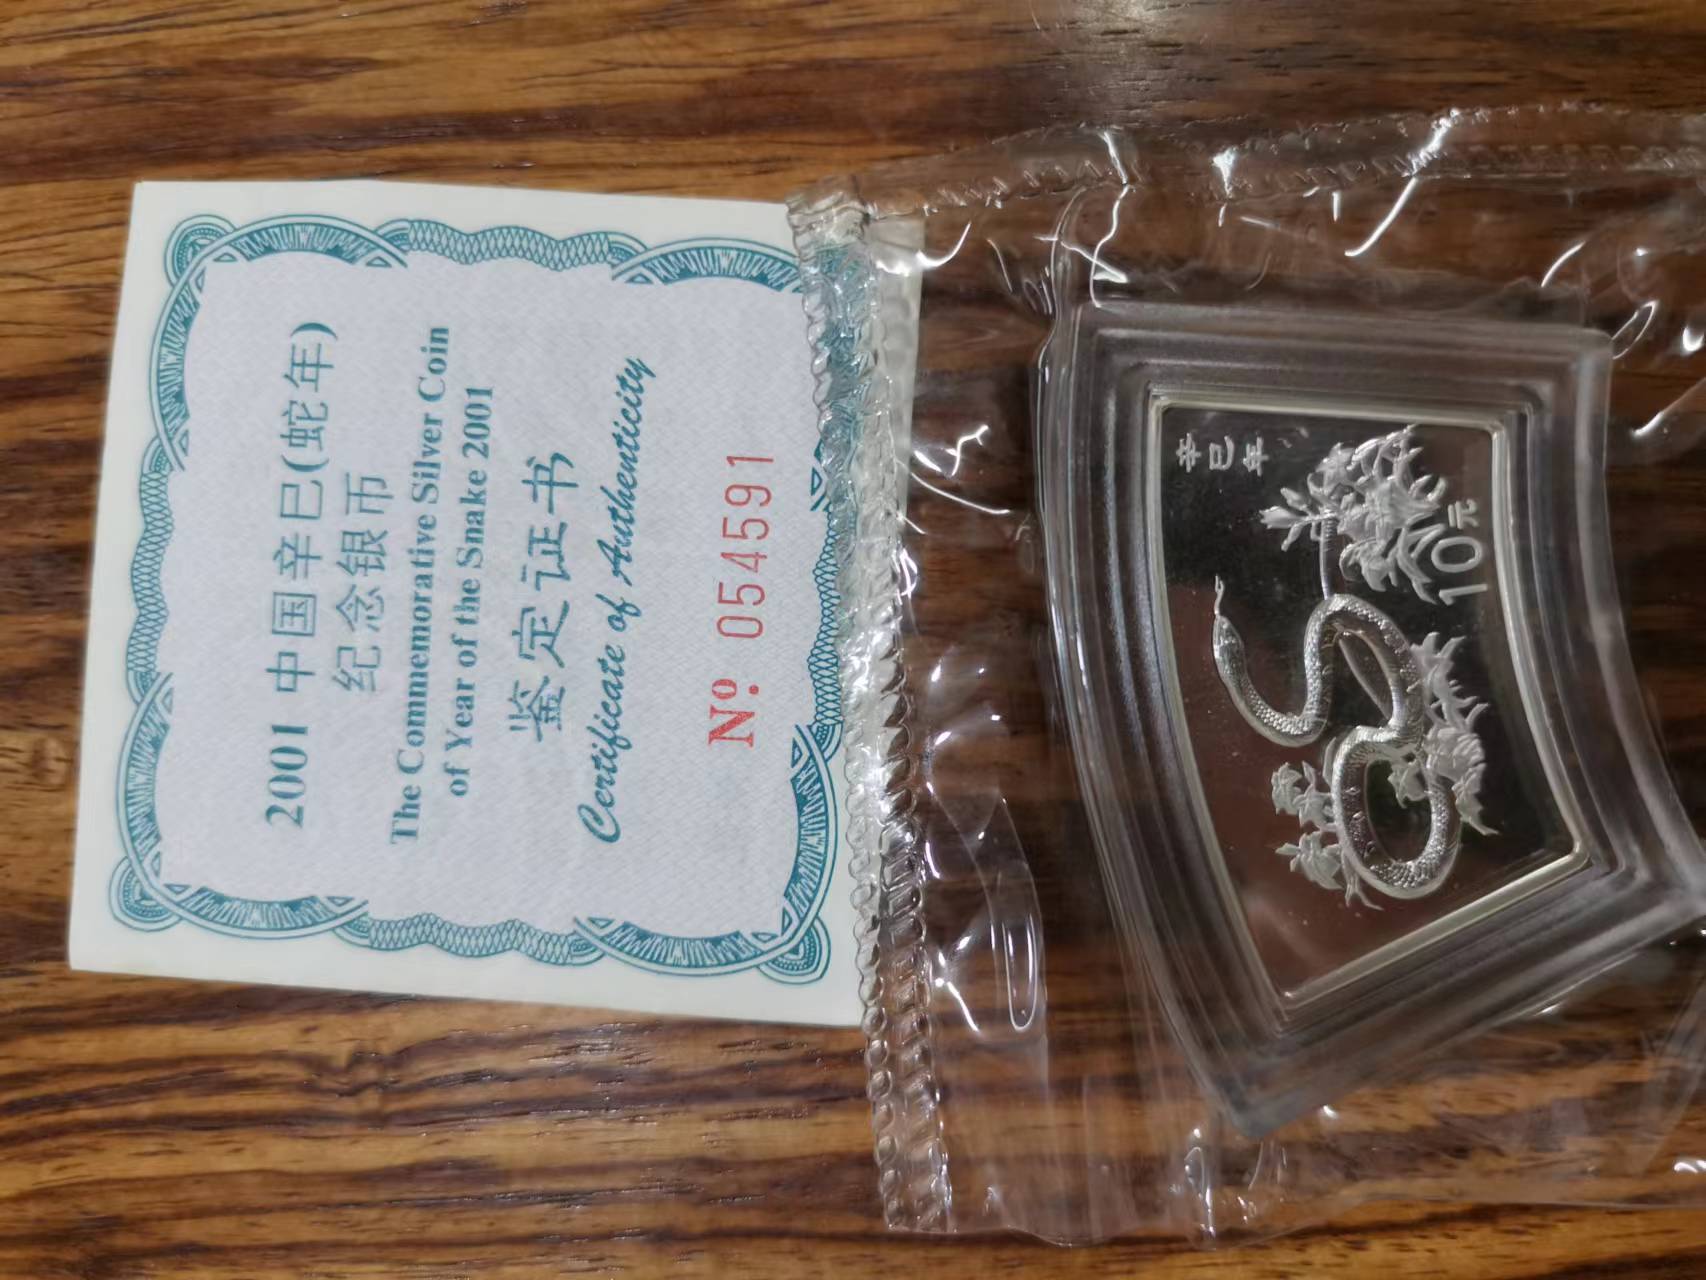 2001 中国辛巳(蛇年)
纪念银币
The Commemorative Silver Coin
of Year of the Snake 2001
鉴定证书
Certificate of Authenticity
Nº. 054591
辛巳年
10元